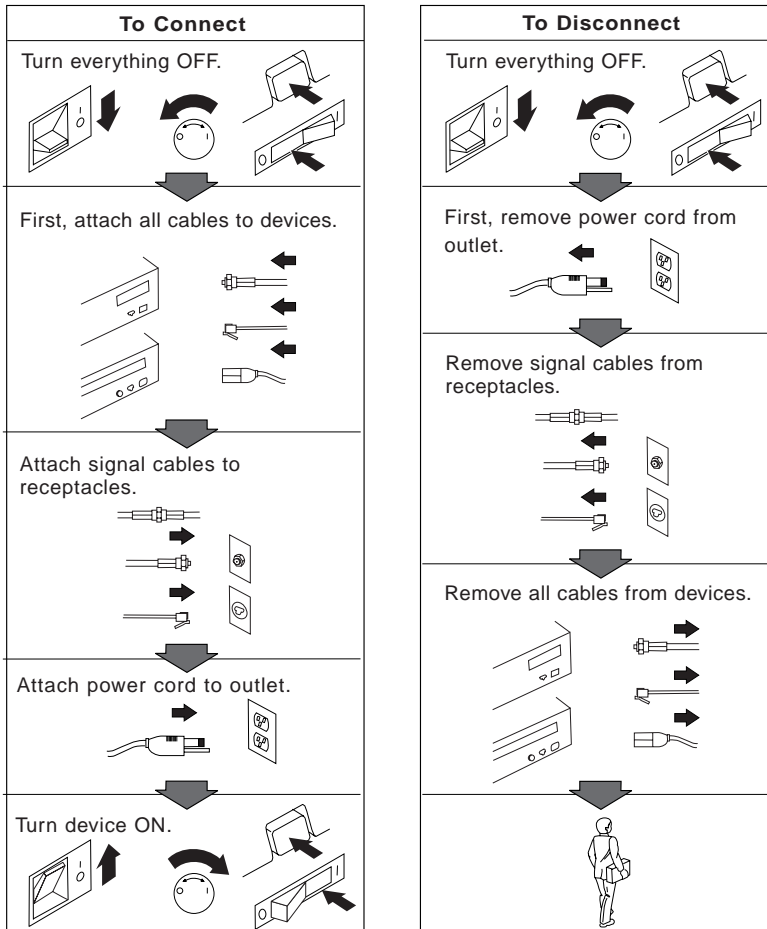 To Connect
Turn everything OFF.
First, attach all cables to devices.
Attach signal cables to
receptacles.
Attach power cord to outlet.
Turn device ON.
To Disconnect
Turn everything OFF.
First, remove power cord from
outlet.
Remove signal cables from
receptacles.
Remove all cables from devices.